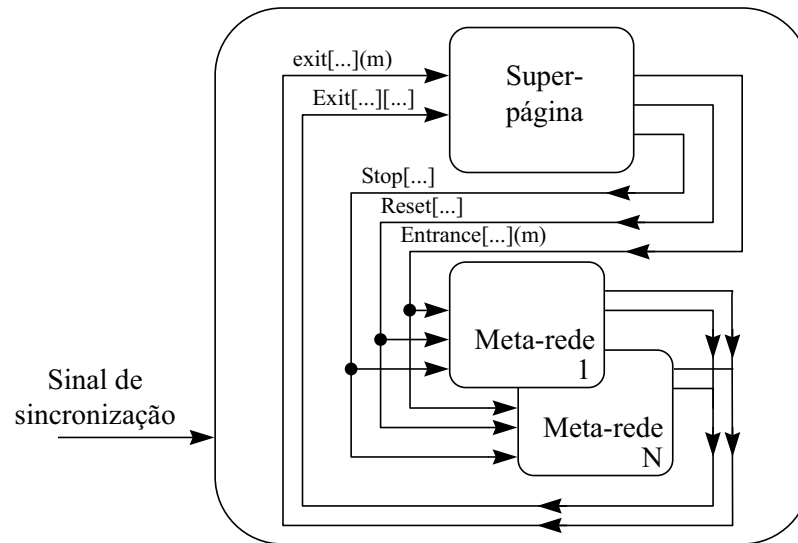 exit[...](m)
Exit[...][...]
Super-
página
Stop[...]
Reset[...]
Entrance[...](m)
Meta-rede
1
Meta-rede
N
Sinal de
sincronização